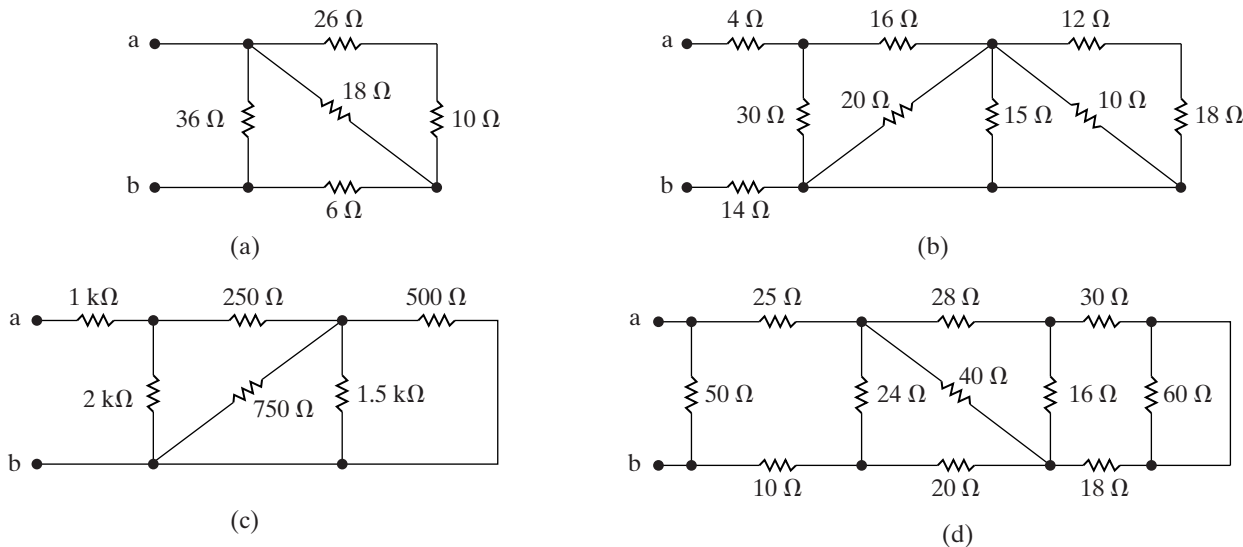 26 Ω
a
18 Ω
36 Ω
10 Ω
b
6 Ω
(a)
4 Ω
16 Ω
12 Ω
a
20 Ω
10 Ω
30 Ω
15 Ω
18 Ω
b
14 Ω
(b)
1 kΩ
250 Ω
500 Ω
a
2 kΩ
750 Ω
1.5 kΩ
b
(c)
25 Ω
28 Ω
30 Ω
a
40 Ω
50 Ω
24 Ω
16 Ω
60 Ω
b
10 Ω
20 Ω
18 Ω
(d)